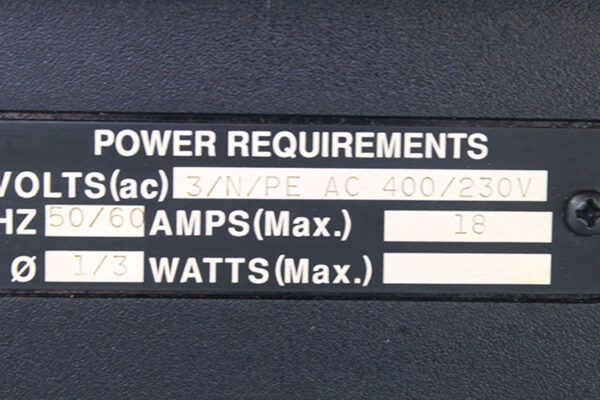 POWER REQUIREMENTS
VOLTS(ac) 3/N/PE AC 400/230V
HZ 50/60 AMPS(Max.) 18
Ø 1/3 WATTS(Max.)